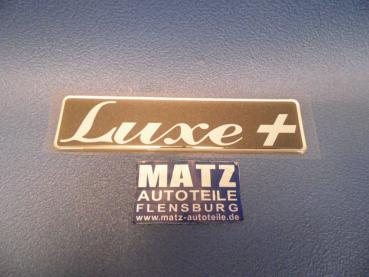 Luxe +
MATZ
AUTOTEILE
FLENSBURG
www.matz-autoteile.de